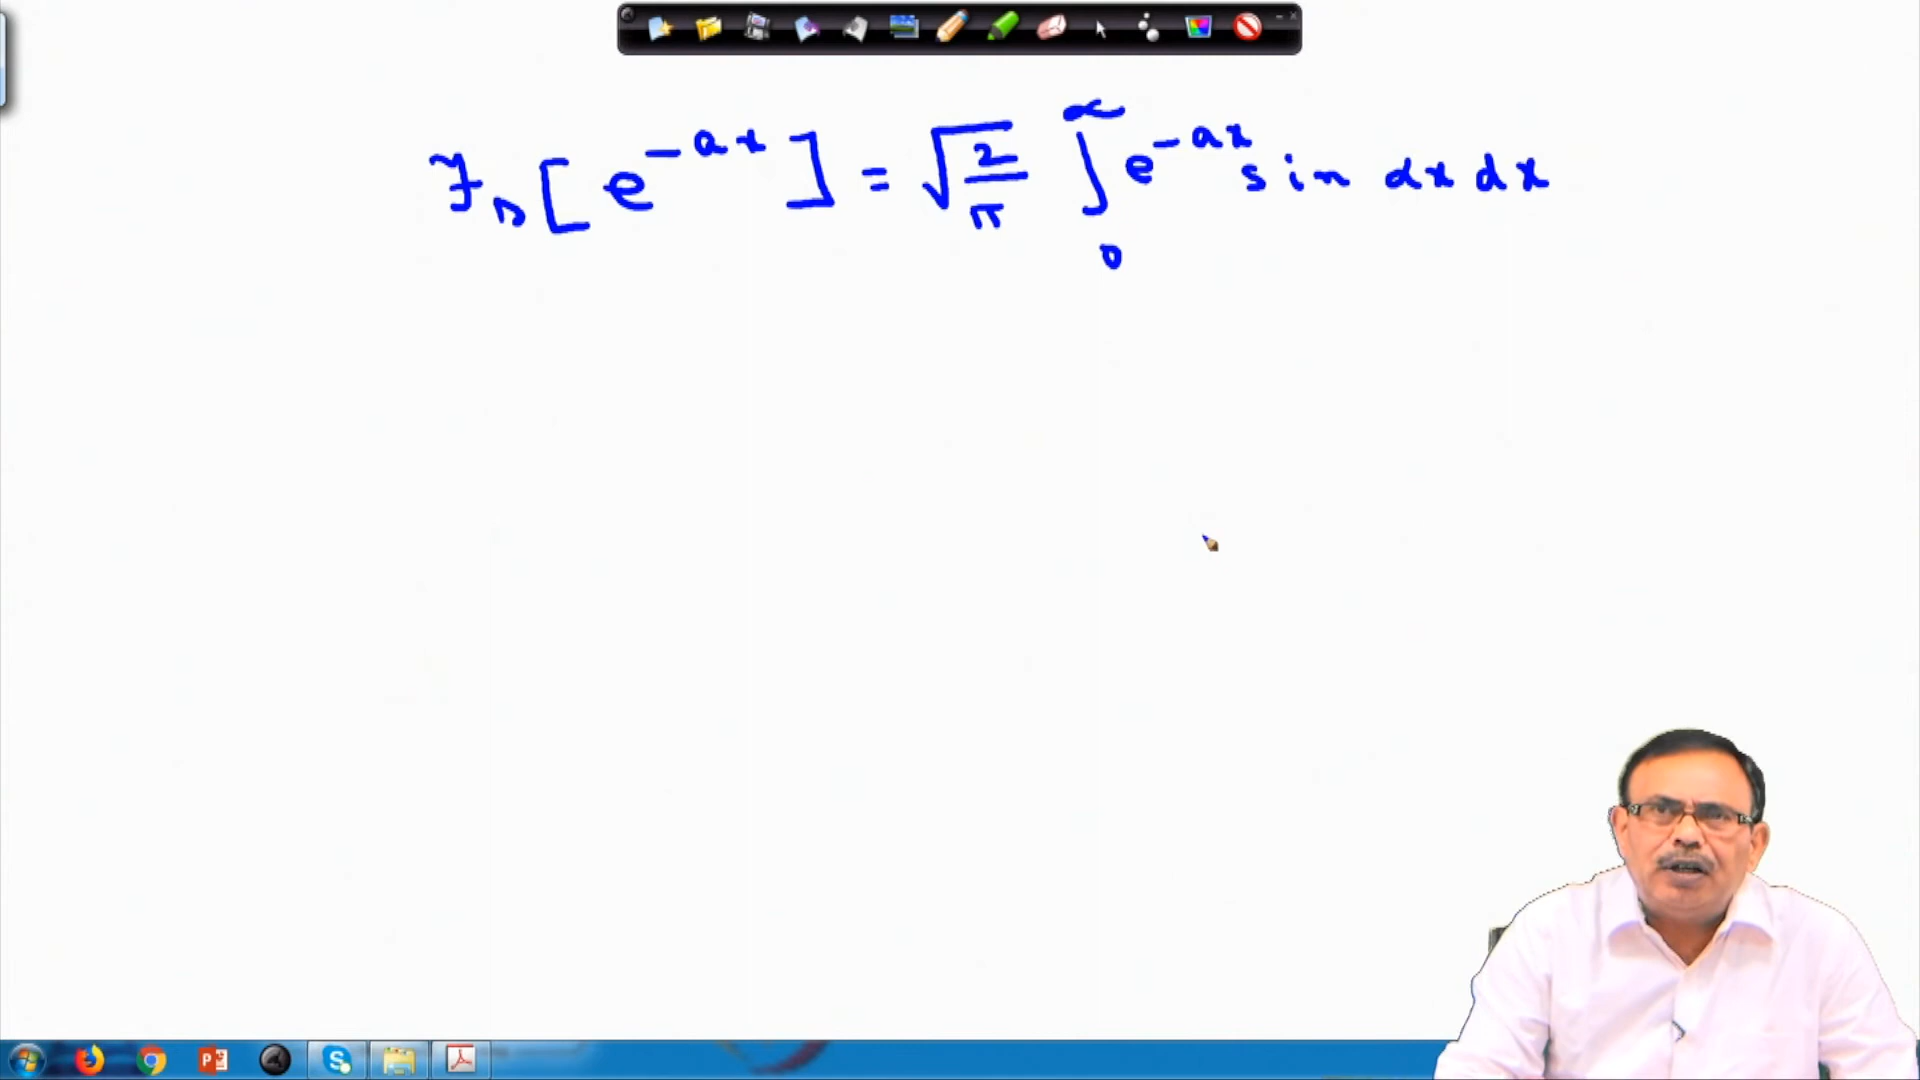 ℱₛ[e^{-ax}] = √(2/π) ∫₀^∞ e^{-ax} sin αx dx